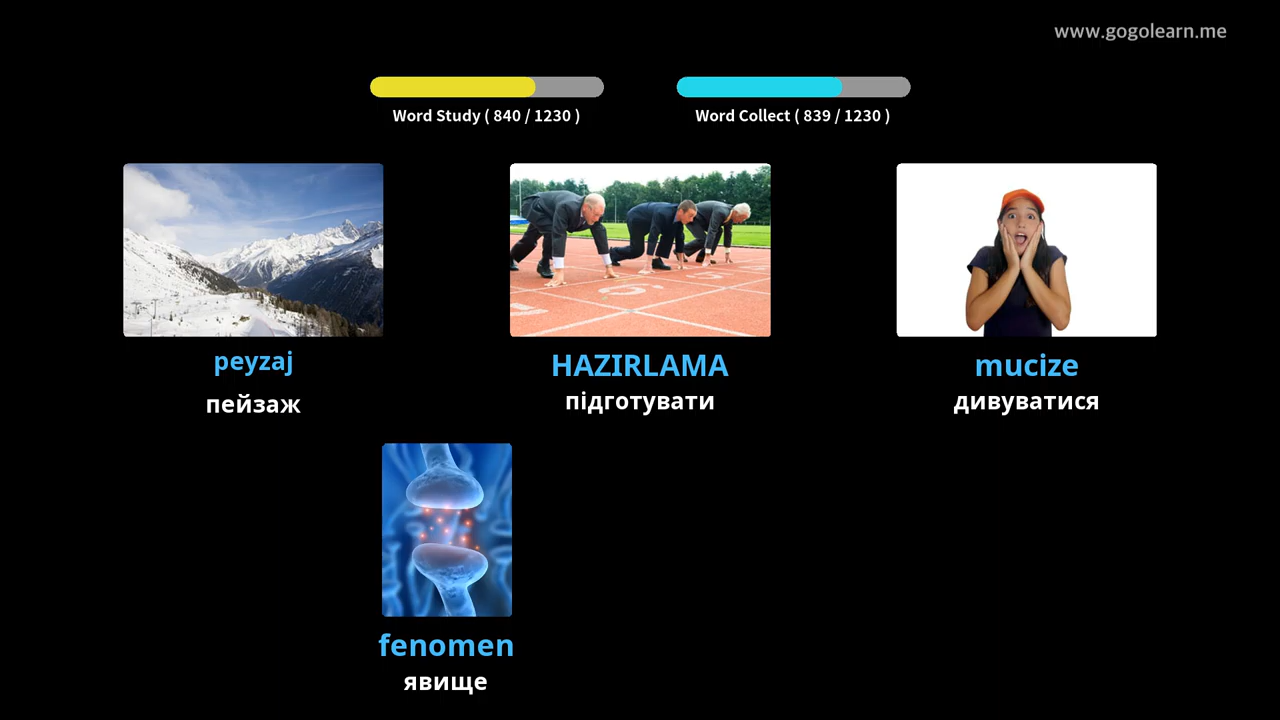 www.gogolearn.me
Word Study ( 840 / 1230 )
Word Collect ( 839 / 1230 )
peyzaj
пейзаж
HAZIRLAMA
підготувати
mucize
дивуватися
fenomen
явище